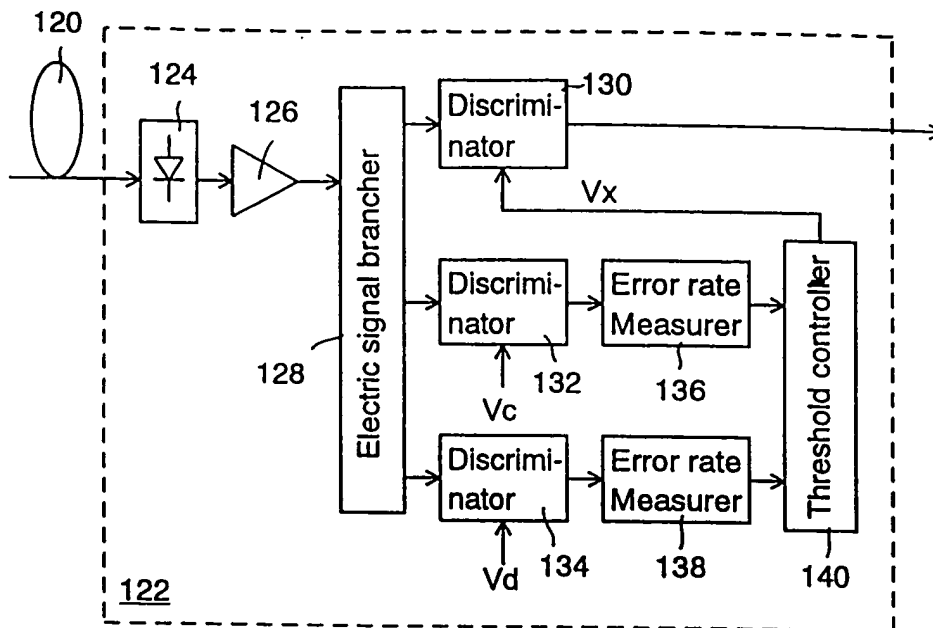 120
124
126
130
Discrimi-
nator
Vx
Electric signal brancher
128
Discrimi-
nator
132
Vc
Error rate
Measurer
136
Threshold controller
140
Discrimi-
nator
134
Vd
Error rate
Measurer
138
122